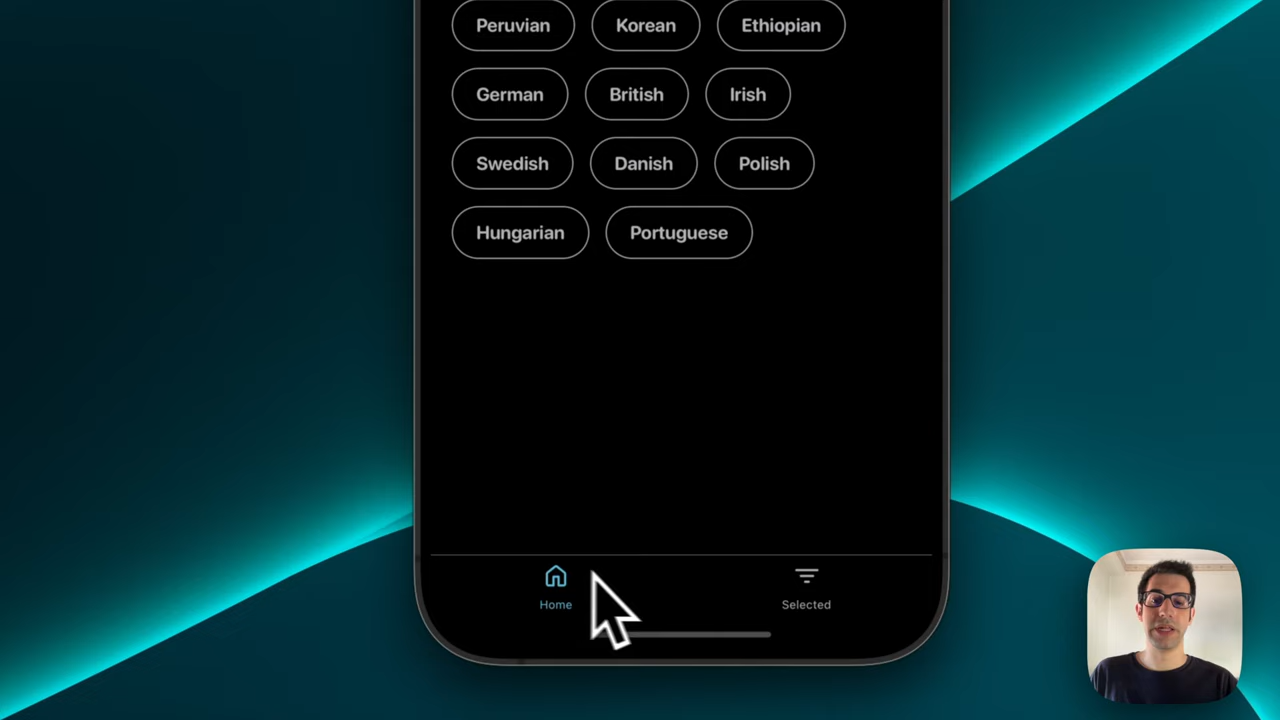 Peruvian Korean Ethiopian
German British Irish
Swedish Danish Polish
Hungarian Portuguese
Home Selected